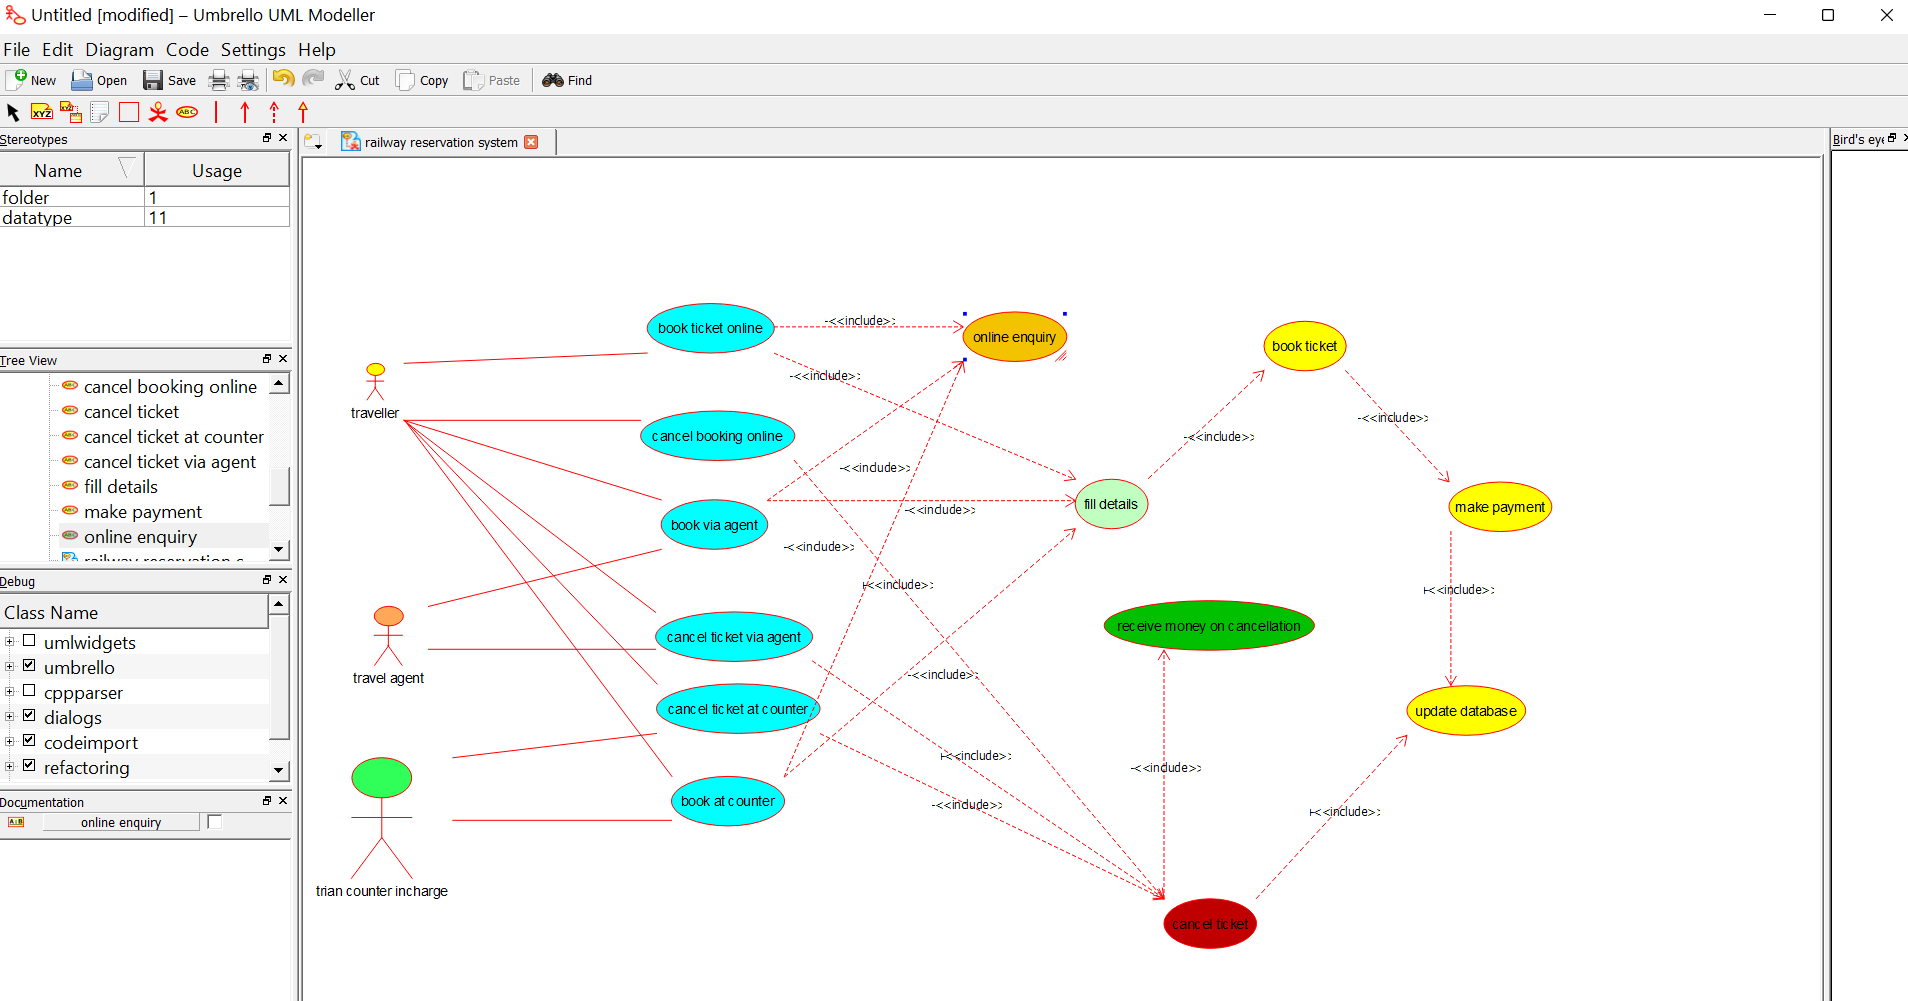 Untitled [modified] – Umbrello UML Modeller
File Edit Diagram Code Settings Help
New Open Save Cut Copy Paste Find
XYZ XYZ ABC
Stereotypes
Name Usage
folder 1
datatype 11
Tree View
cancel booking online
cancel ticket
cancel ticket at counter
cancel ticket via agent
fill details
make payment
online enquiry
Debug
Class Name
umlwidgets
umbrello
cppparser
dialogs
codeimport
refactoring
Documentation
A&B online enquiry
railway reservation system
Bird's eye
book ticket online
-<<include>>
online enquiry
book ticket
-<<include>>
traveller
-<<include>>
-<<include>>
cancel booking online
-<<include>>
book via agent
-<<include>>
fill details
make payment
-<<include>>
-<<include>>
-<<include>>
travel agent
cancel ticket via agent
receive money on cancellation
-<<include>>
cancel ticket at counter
update database
-<<include>>
-<<include>>
book at counter
-<<include>>
-<<include>>
trian counter incharge
cancel ticket